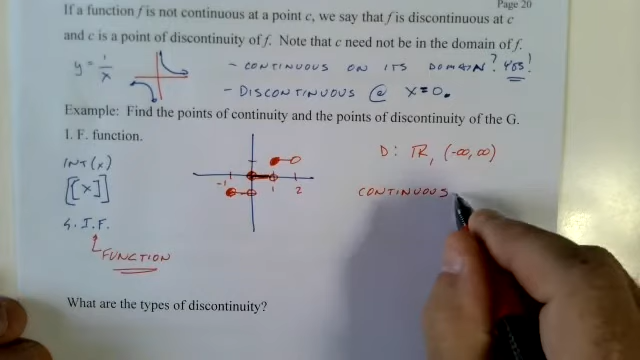 Page 20
If a function f is not continuous at a point c, we say that f is discontinuous at c
and c is a point of discontinuity of f. Note that c need not be in the domain of f.
y = 1/x
- CONTINUOUS ON ITS DOMAIN? YES!
- DISCONTINUOUS @ X=0.
Example: Find the points of continuity and the points of discontinuity of the G.
I. F. function.
INT(x)
[[x]]
G.I.F.
FUNCTION
-1 1 2
D: ℝ, (-∞,∞)
CONTINUOUS
What are the types of discontinuity?